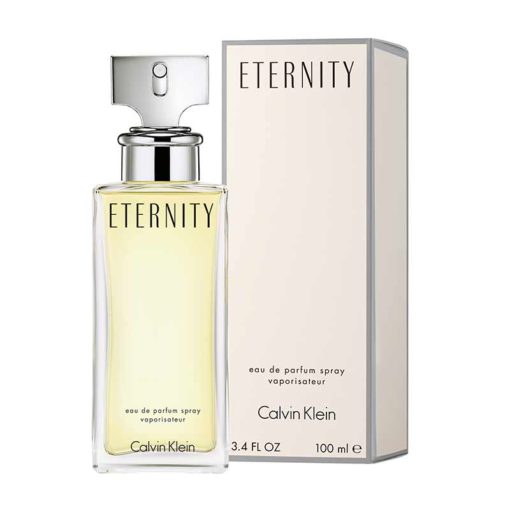 ETERNITY
eau de parfum spray
vaporisateur
Calvin Klein
ETERNITY
eau de parfum spray
vaporisateur
Calvin Klein
3.4 FL OZ 100 ml ℮